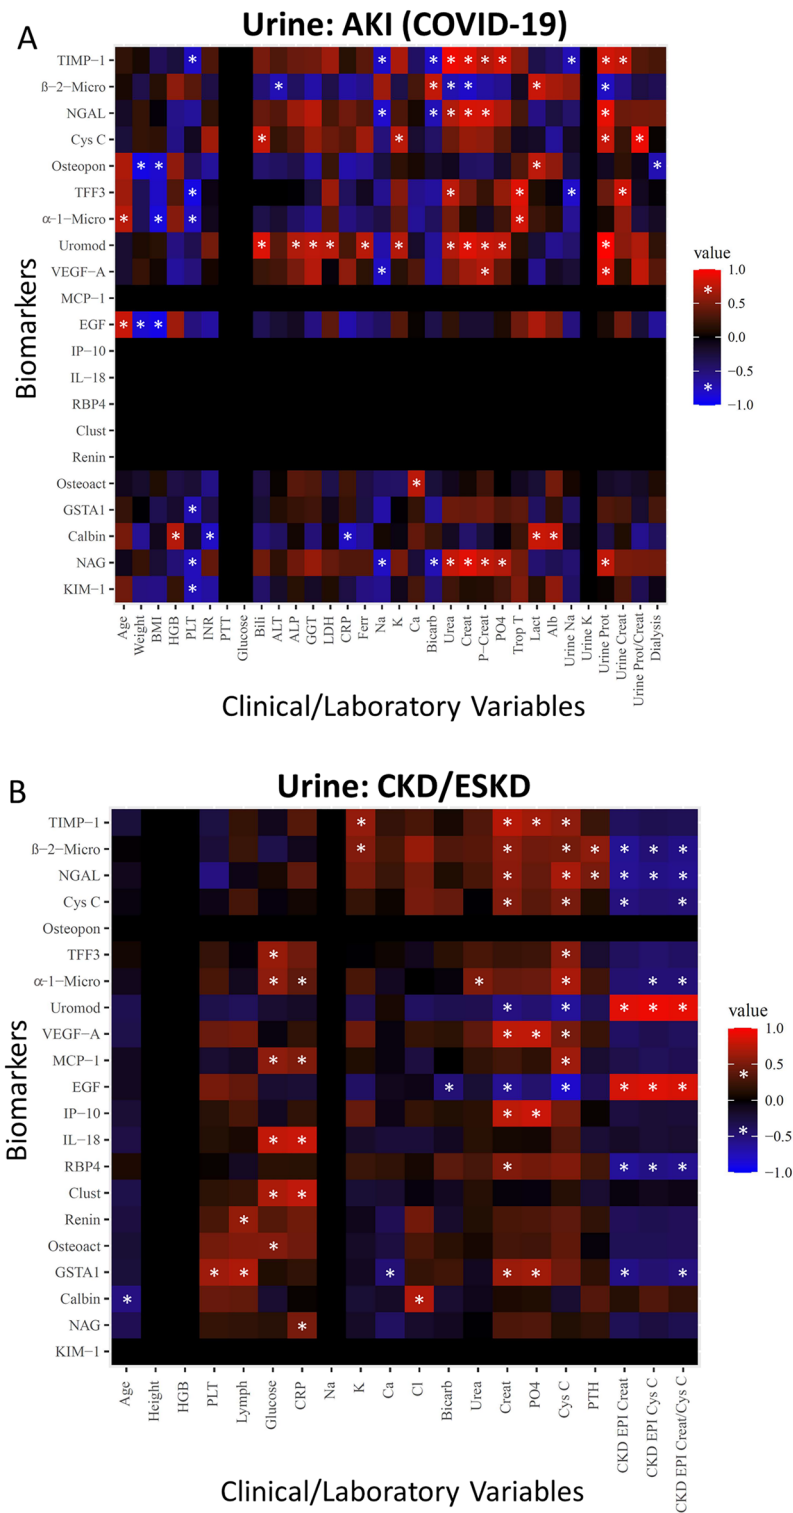 A
Urine: AKI (COVID-19)
TIMP−1
ß−2−Micro
NGAL
Cys C
Osteopon
TFF3
α−1−Micro
Uromod
VEGF−A
MCP−1
EGF
IP−10
IL−18
RBP4
Clust
Renin
Osteoact
GSTA1
Calbin
NAG
KIM−1
Biomarkers
Age
Weight
BMI
HGB
PLT
INR
PTT
Glucose
Bili
ALT
ALP
GGT
LDH
CRP
Ferr
Na
K
Ca
Bicarb
Urea
Creat
P−Creat
PO4
Trop T
Lact
Alb
Urine Na
Urine K
Urine Prot
Urine Creat
Urine Prot/Creat
Dialysis
Clinical/Laboratory Variables
value
1.0
0.5
0.0
−0.5
−1.0
B
Urine: CKD/ESKD
TIMP−1
ß−2−Micro
NGAL
Cys C
Osteopon
TFF3
α−1−Micro
Uromod
VEGF−A
MCP−1
EGF
IP−10
IL−18
RBP4
Clust
Renin
Osteoact
GSTA1
Calbin
NAG
KIM−1
Biomarkers
Age
Height
HGB
PLT
Lymph
Glucose
CRP
Na
K
Ca
Cl
Bicarb
Urea
Creat
PO4
Cys C
PTH
CKD EPI Creat
CKD EPI Cys C
CKD EPI Creat/Cys C
Clinical/Laboratory Variables
value
1.0
0.5
0.0
−0.5
−1.0